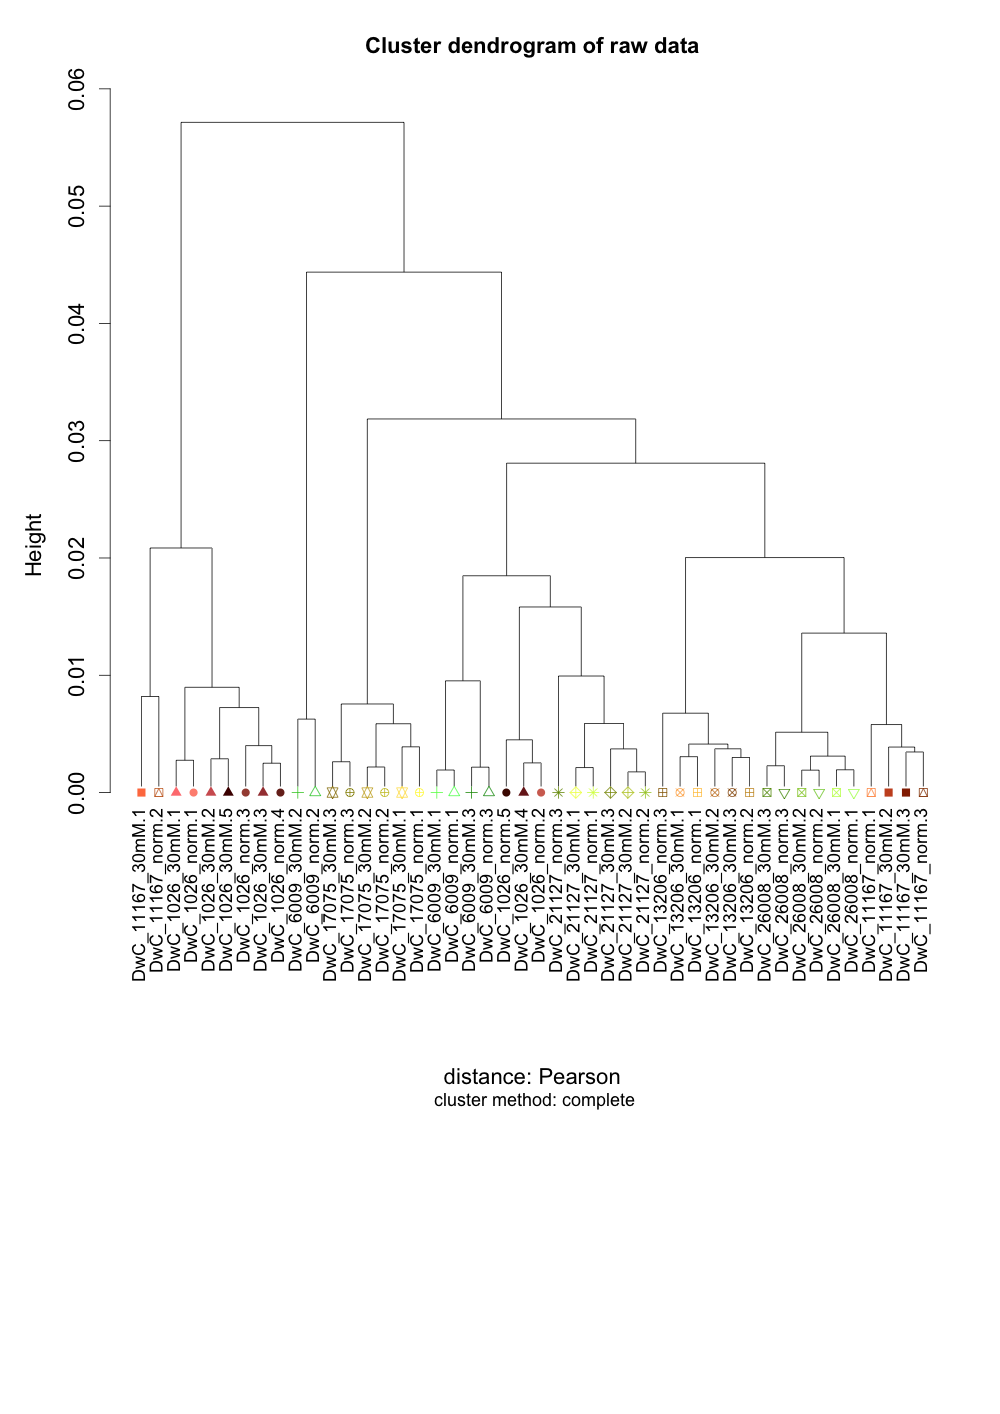 Cluster dendrogram of raw data
0.06
0.05
0.04
0.03
0.02
0.01
0.00
Height
DwC_11167_30mM.1
DwC_11167_norm.2
DwC_1026_30mM.1
DwC_1026_norm.1
DwC_1026_30mM.2
DwC_1026_30mM.5
DwC_1026_norm.3
DwC_1026_30mM.3
DwC_1026_norm.4
DwC_6009_30mM.2
DwC_6009_norm.2
DwC_17075_30mM.3
DwC_17075_norm.3
DwC_17075_30mM.2
DwC_17075_norm.2
DwC_17075_30mM.1
DwC_17075_norm.1
DwC_6009_30mM.1
DwC_6009_norm.1
DwC_6009_30mM.3
DwC_6009_norm.3
DwC_1026_norm.5
DwC_1026_30mM.4
DwC_1026_norm.2
DwC_21127_norm.3
DwC_21127_30mM.1
DwC_21127_norm.1
DwC_21127_30mM.3
DwC_21127_30mM.2
DwC_21127_norm.2
DwC_13206_norm.3
DwC_13206_30mM.1
DwC_13206_norm.1
DwC_13206_30mM.2
DwC_13206_30mM.3
DwC_13206_norm.2
DwC_26008_30mM.3
DwC_26008_norm.3
DwC_26008_30mM.2
DwC_26008_norm.2
DwC_26008_30mM.1
DwC_26008_norm.1
DwC_11167_norm.1
DwC_11167_30mM.2
DwC_11167_30mM.3
DwC_11167_norm.3
distance: Pearson
cluster method: complete